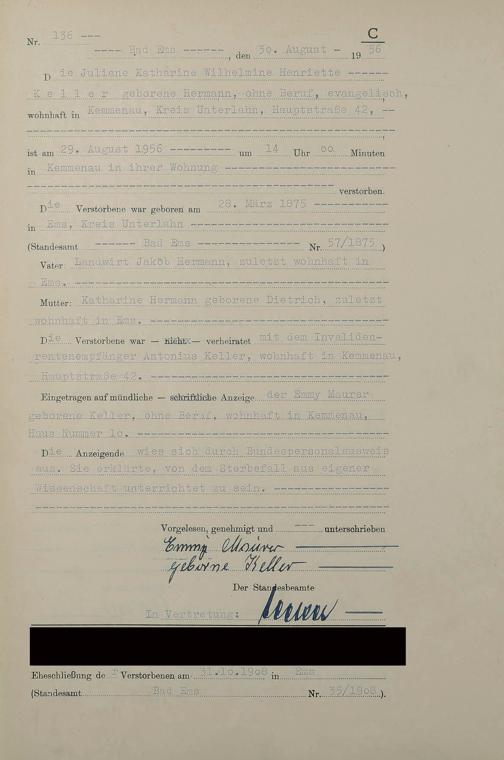 C
Nr. 136 ---
---- Bad Ems ------, den 30. August - 1956
Die Juliane Katharine Wilhelmine Henriette ------
Keller geborene Hermann, ohne Beruf, evangelisch,
wohnhaft in Kemmenau, Kreis Unterlahn, Hauptstraße 42, --
ist am 29. August 1956 --------- um 14 Uhr 00 Minuten
in Kemmenau in ihrer Wohnung
verstorben.
Die Verstorbene war geboren am 28. März 1875
in Ems, Kreis Unterlahn
(Standesamt ------ Bad Ems -------------- Nr. 57/1875)
Vater: Landwirt Jakob Hermann, zuletzt wohnhaft in
Ems.
Mutter: Katharine Hermann geborene Dietrich, zuletzt
wohnhaft in Ems.
Die Verstorbene war — nicht — verheiratet mit dem Invaliden-
rentenempfänger Antonius Keller, wohnhaft in Kemmenau,
Hauptstraße 42.
Eingetragen auf mündliche — schriftliche Anzeige der Emmy Maurer
geborene Keller, ohne Beruf, wohnhaft in Kemmenau,
Haus Nummer 10.
Die Anzeigende wies sich durch Bundespersonalausweis
aus. Sie erklärte, von dem Sterbefall aus eigener
Wissenschaft unterrichtet zu sein.
Vorgelesen, genehmigt und --- unterschrieben
Emmy Maurer
geborne Keller
Der Standesbeamte
In Vertretung:
Eheschließung der Verstorbenen am 31.10.1908 in Ems
(Standesamt Bad Ems Nr. 35/1908).